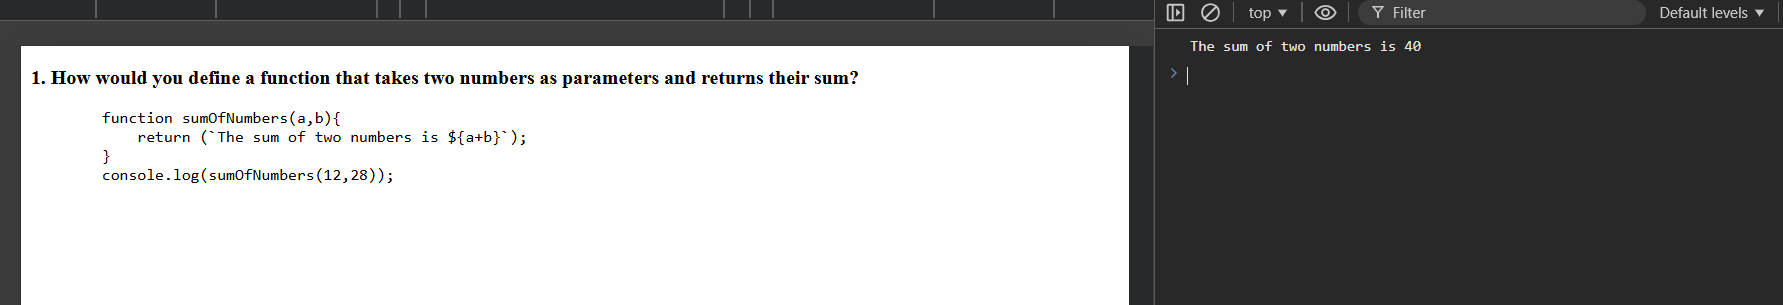 top ▼ Filter Default levels ▼
The sum of two numbers is 40
>
1. How would you define a function that takes two numbers as parameters and returns their sum?
function sumOfNumbers(a,b){
    return (`The sum of two numbers is ${a+b}`);
}
console.log(sumOfNumbers(12,28));